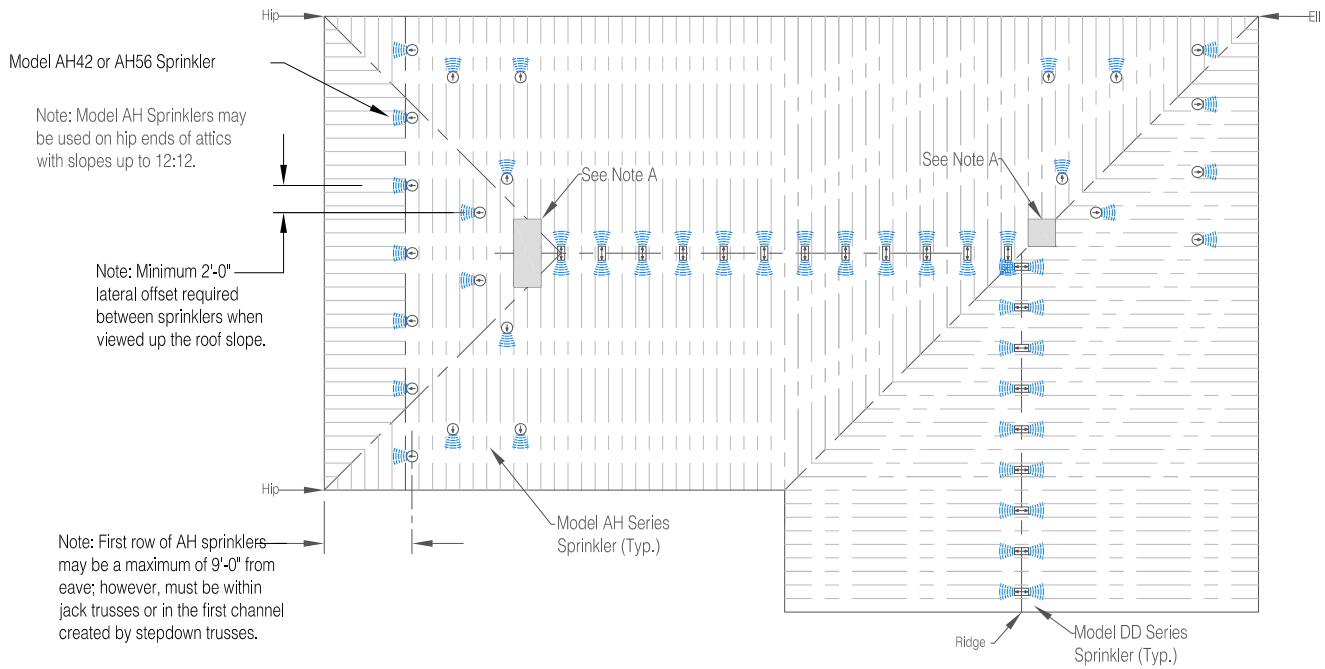 Hip
Ell
Model AH42 or AH56 Sprinkler
Note: Model AH Sprinklers may
be used on hip ends of attics
with slopes up to 12:12.
See Note A
See Note A
Note: Minimum 2'-0"
lateral offset required
between sprinklers when
viewed up the roof slope.
Hip
Note: First row of AH sprinklers
may be a maximum of 9'-0" from
eave; however, must be within
jack trusses or in the first channel
created by stepdown trusses.
Model AH Series
Sprinkler (Typ.)
Ridge
Model DD Series
Sprinkler (Typ.)